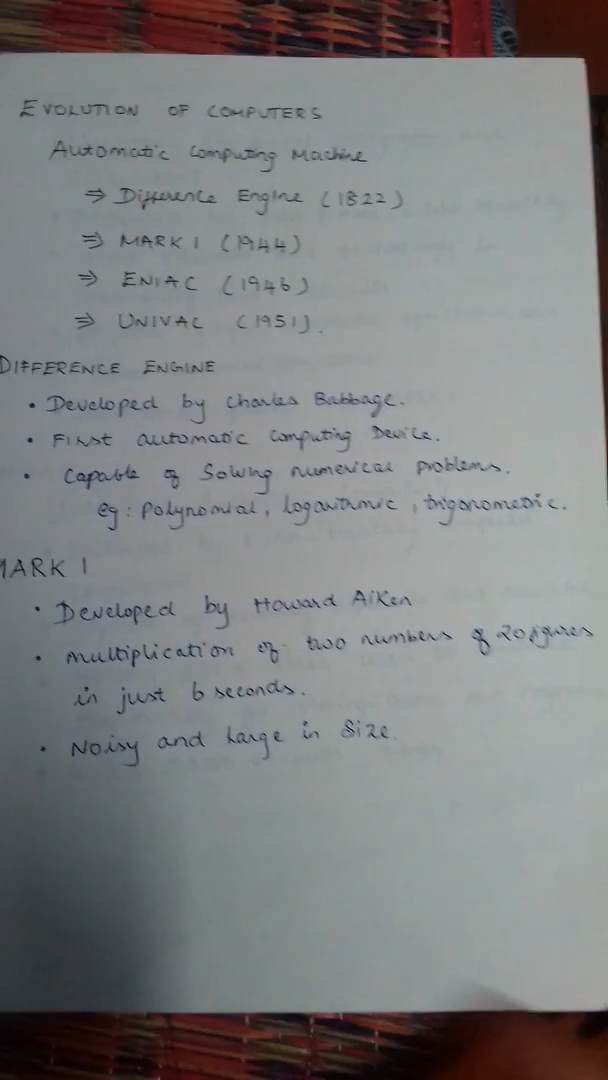 EVOLUTION OF COMPUTERS
Automatic Computing Machine
⇒ Difference Engine (1822)
⇒ MARK I (1944)
⇒ ENIAC (1946)
⇒ UNIVAC (1951).
DIFFERENCE ENGINE
• Developed by Charles Babbage.
• First automatic computing Device.
• Capable of Solving numerical problems.
eg: Polynomial, logarithmic, trigonometric.
MARK I
• Developed by Howard Aiken
• Multiplication of two numbers of 20 figures
in just 6 seconds.
• Noisy and Large in Size.